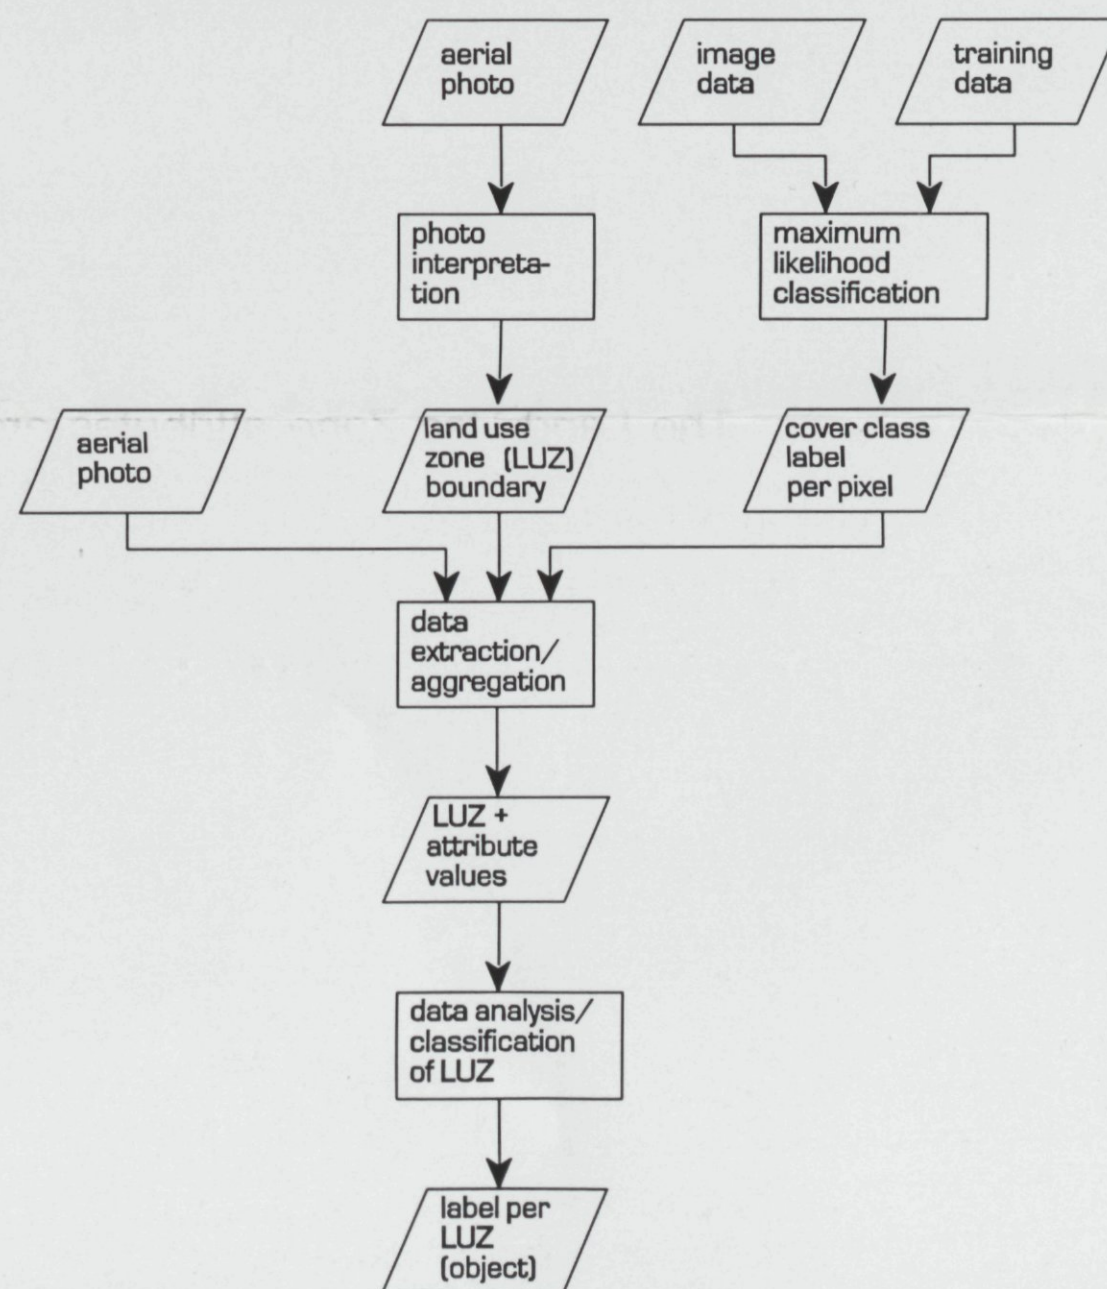 aerial
photo
image
data
training
data
photo
interpreta-
tion
maximum
likelihood
classification
aerial
photo
land use
zone (LUZ)
boundary
cover class
label
per pixel
data
extraction/
aggregation
LUZ +
attribute
values
data analysis/
classification
of LUZ
label per
LUZ
(object)